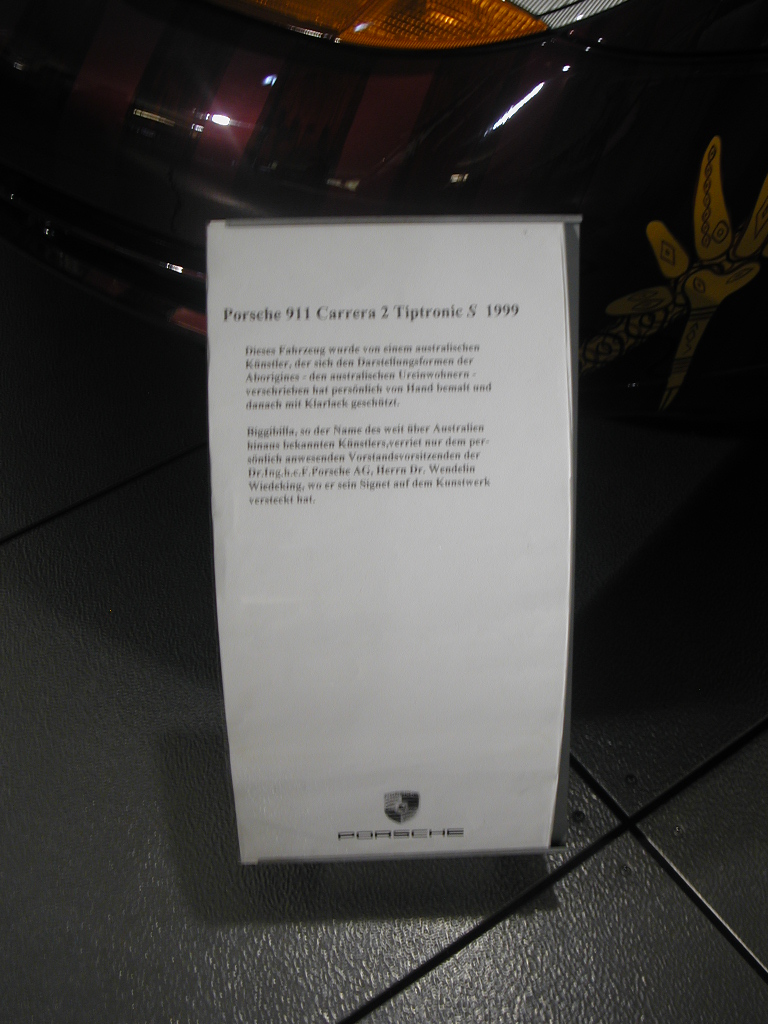 Porsche 911 Carrera 2 Tiptronic S 1999
Dieses Fahrzeug wurde von einem australischen
Künstler, der sich den Darstellungsformen der
Aborigines - den australischen Ureinwohnern -
verschrieben hat persönlich von Hand bemalt und
danach mit Klarlack geschützt.
Biggibilla, so der Name des weit über Australien
hinaus bekannten Künstlers,verriet nur dem per-
sönlich anwesenden Vorstandsvorsitzenden der
Dr.Ing.h.c.F.Porsche AG, Herrn Dr. Wendelin
Wiedeking, wo er sein Signet auf dem Kunstwerk
versteckt hat.
PORSCHE